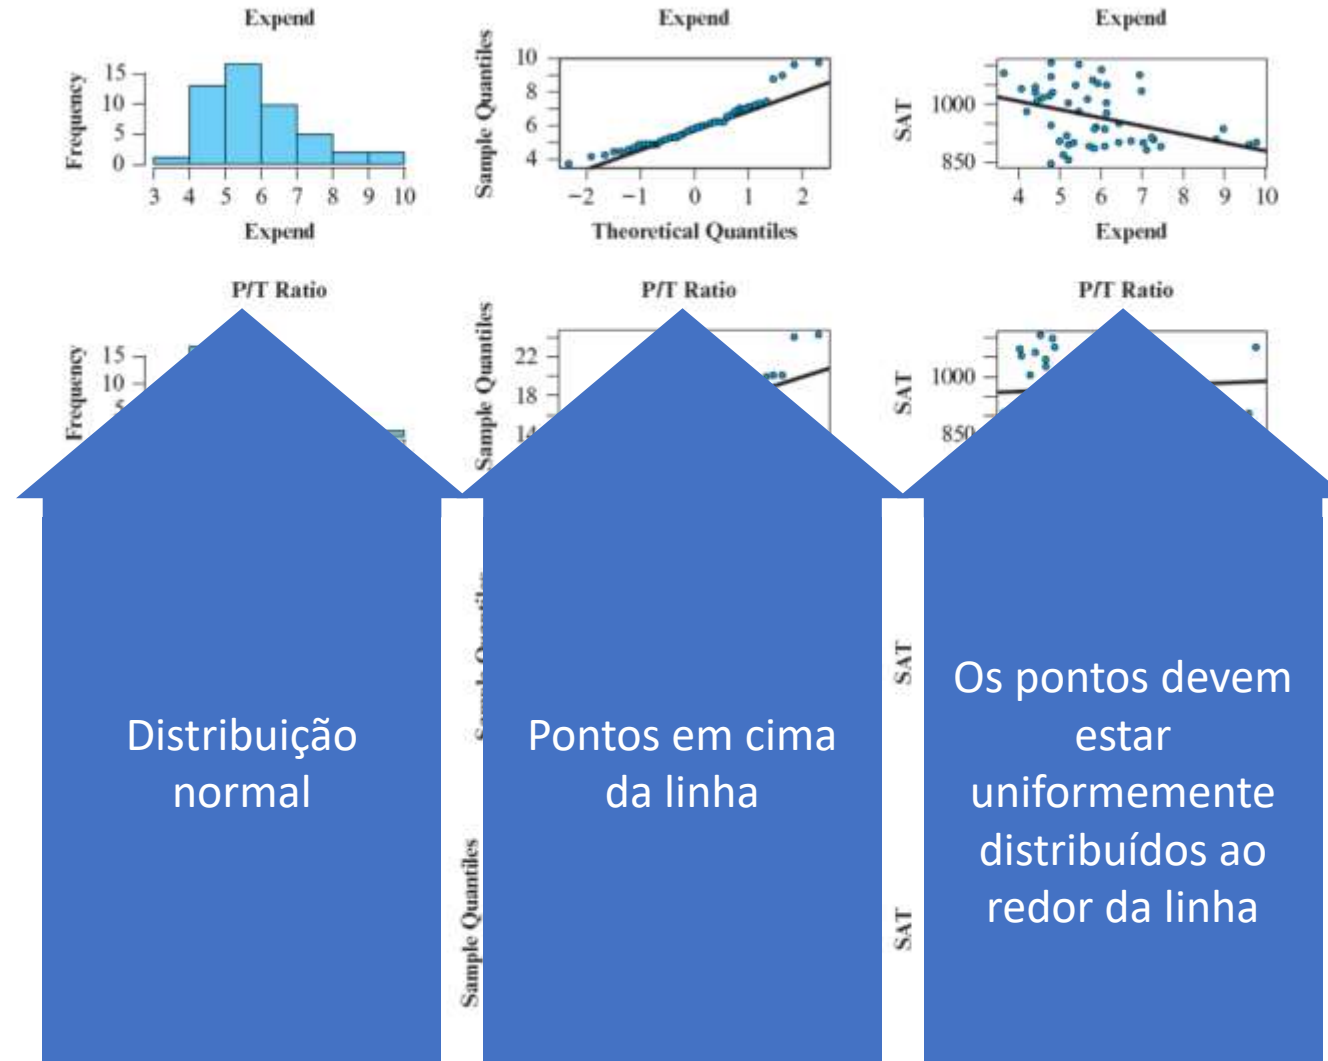 Expend
Expend
Expend
Frequency
15
10
5
0
3 4 5 6 7 8 9 10
Expend
Sample Quantiles
10
8
6
4
−2 −1 0 1 2
Theoretical Quantiles
SAT
1000
850
4 5 6 7 8 9 10
Expend
P/T Ratio
P/T Ratio
P/T Ratio
Frequency
15
10
5
Sample Quantiles
22
18
14
SAT
1000
850
Distribuição
normal
Sample Quantiles
Pontos em cima
da linha
Sample Quantiles
SAT
SAT
Os pontos devem
estar
uniformemente
distribuídos ao
redor da linha